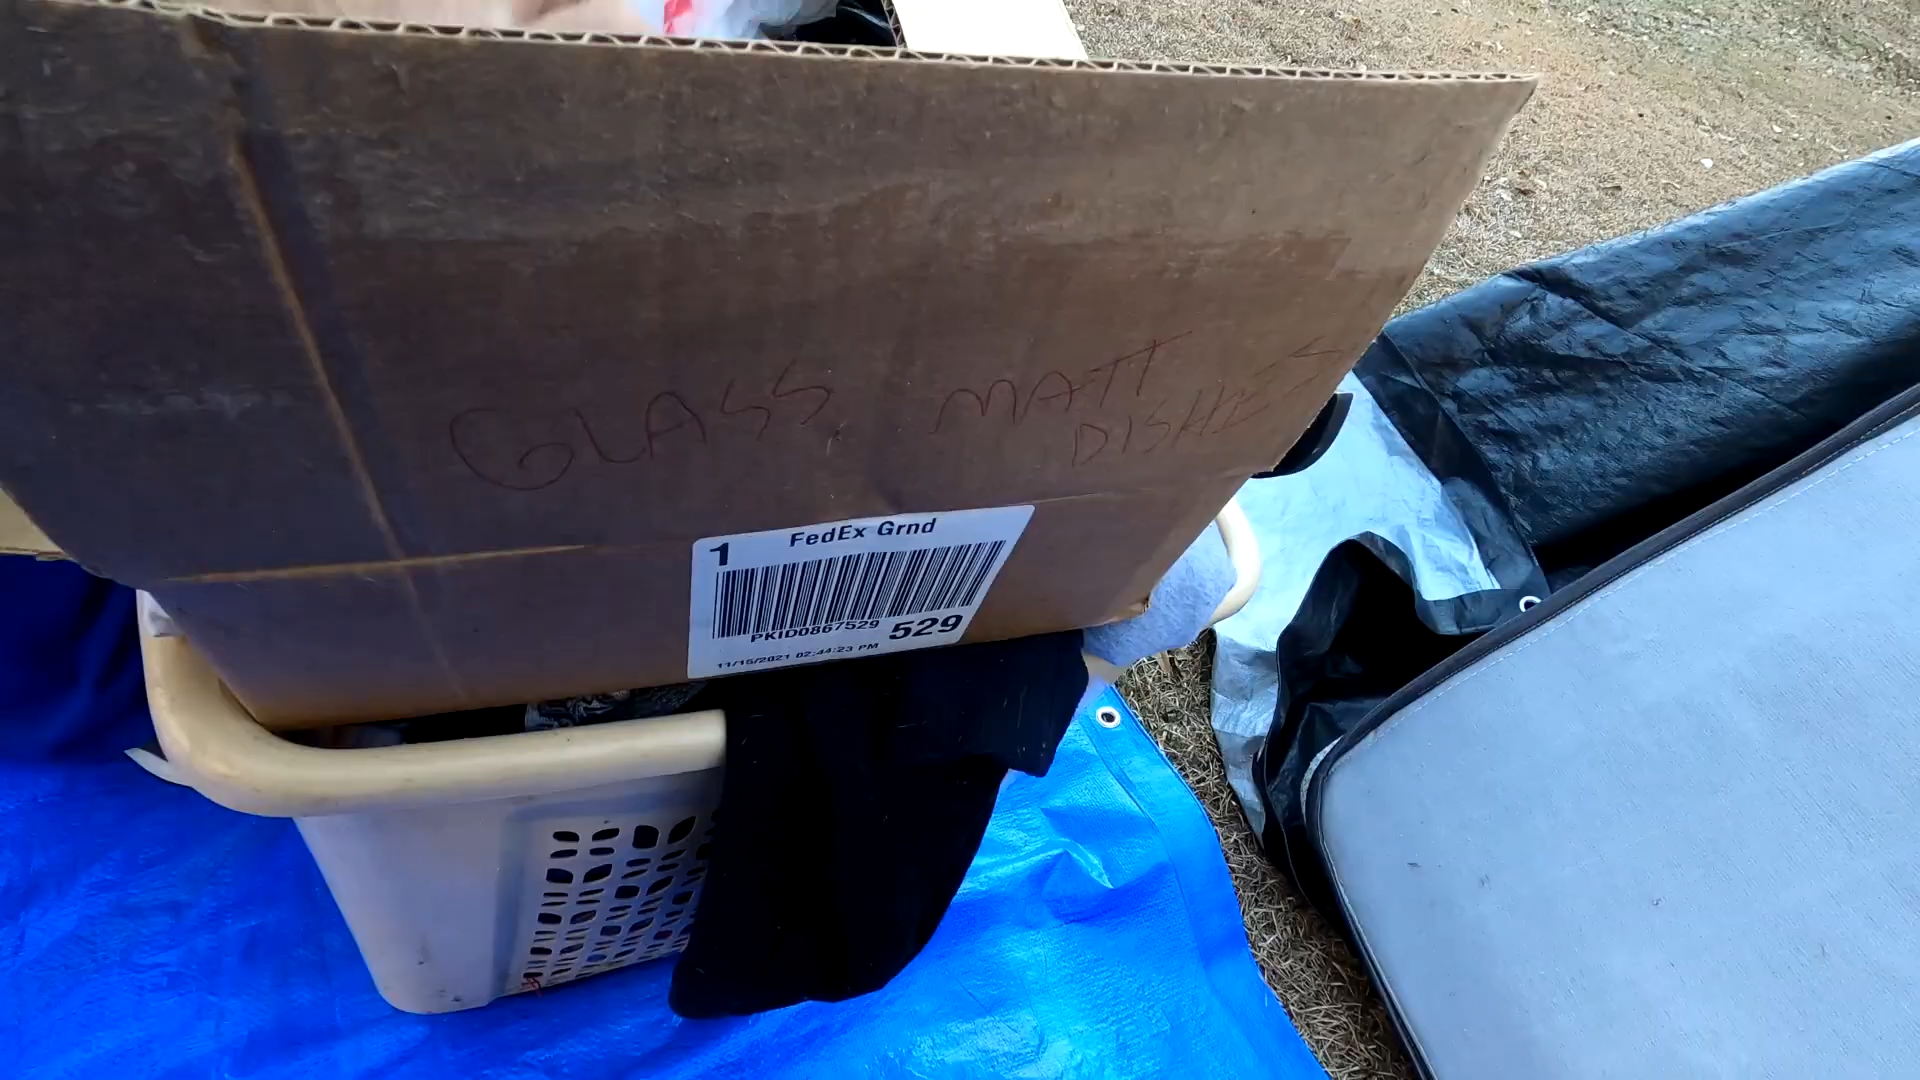 GLASS, MATT
DISHES
1 FedEx Grnd
PKID0867529 529
11/15/2021 02:44:23 PM